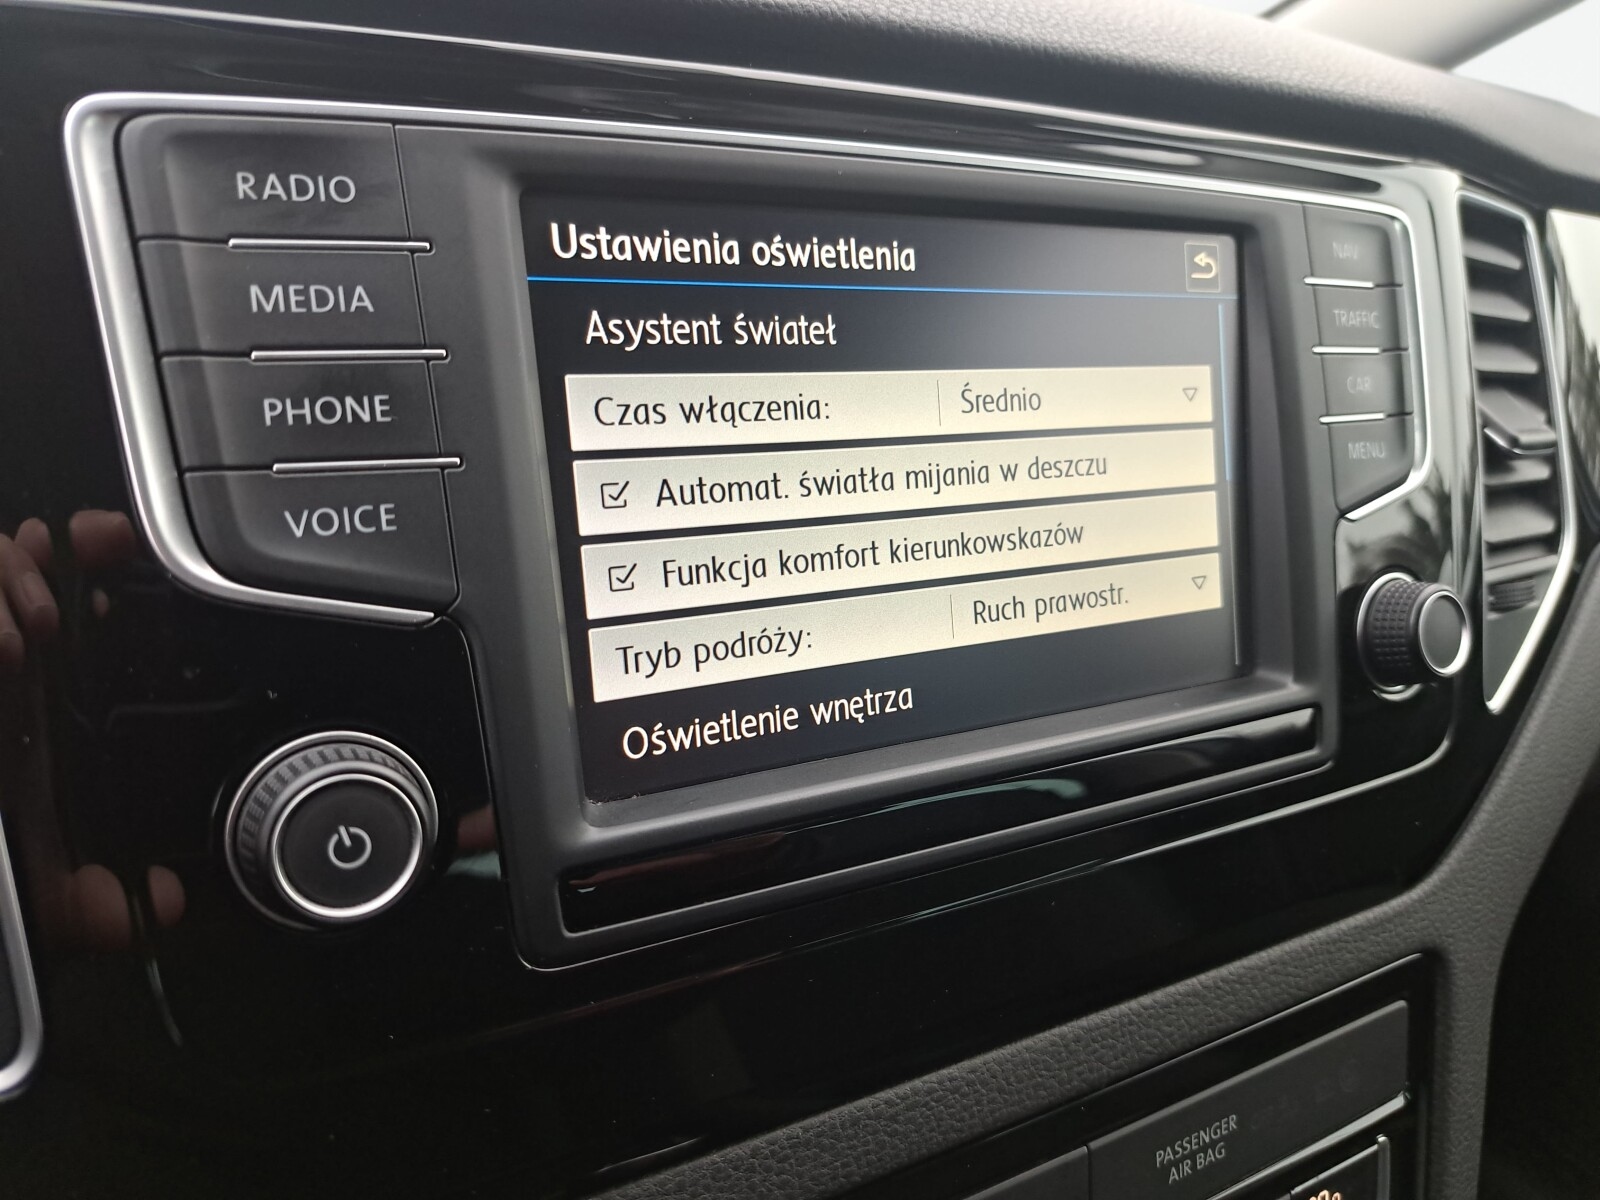 RADIO
MEDIA
PHONE
VOICE
Ustawienia oświetlenia
Asystent świateł
Czas włączenia: Średnio
Automat. światła mijania w deszczu
Funkcja komfort kierunkowskazów
Tryb podróży: Ruch prawostr.
Oświetlenie wnętrza
NAV
TRAFFIC
CAR
MENU
PASSENGER
AIR BAG